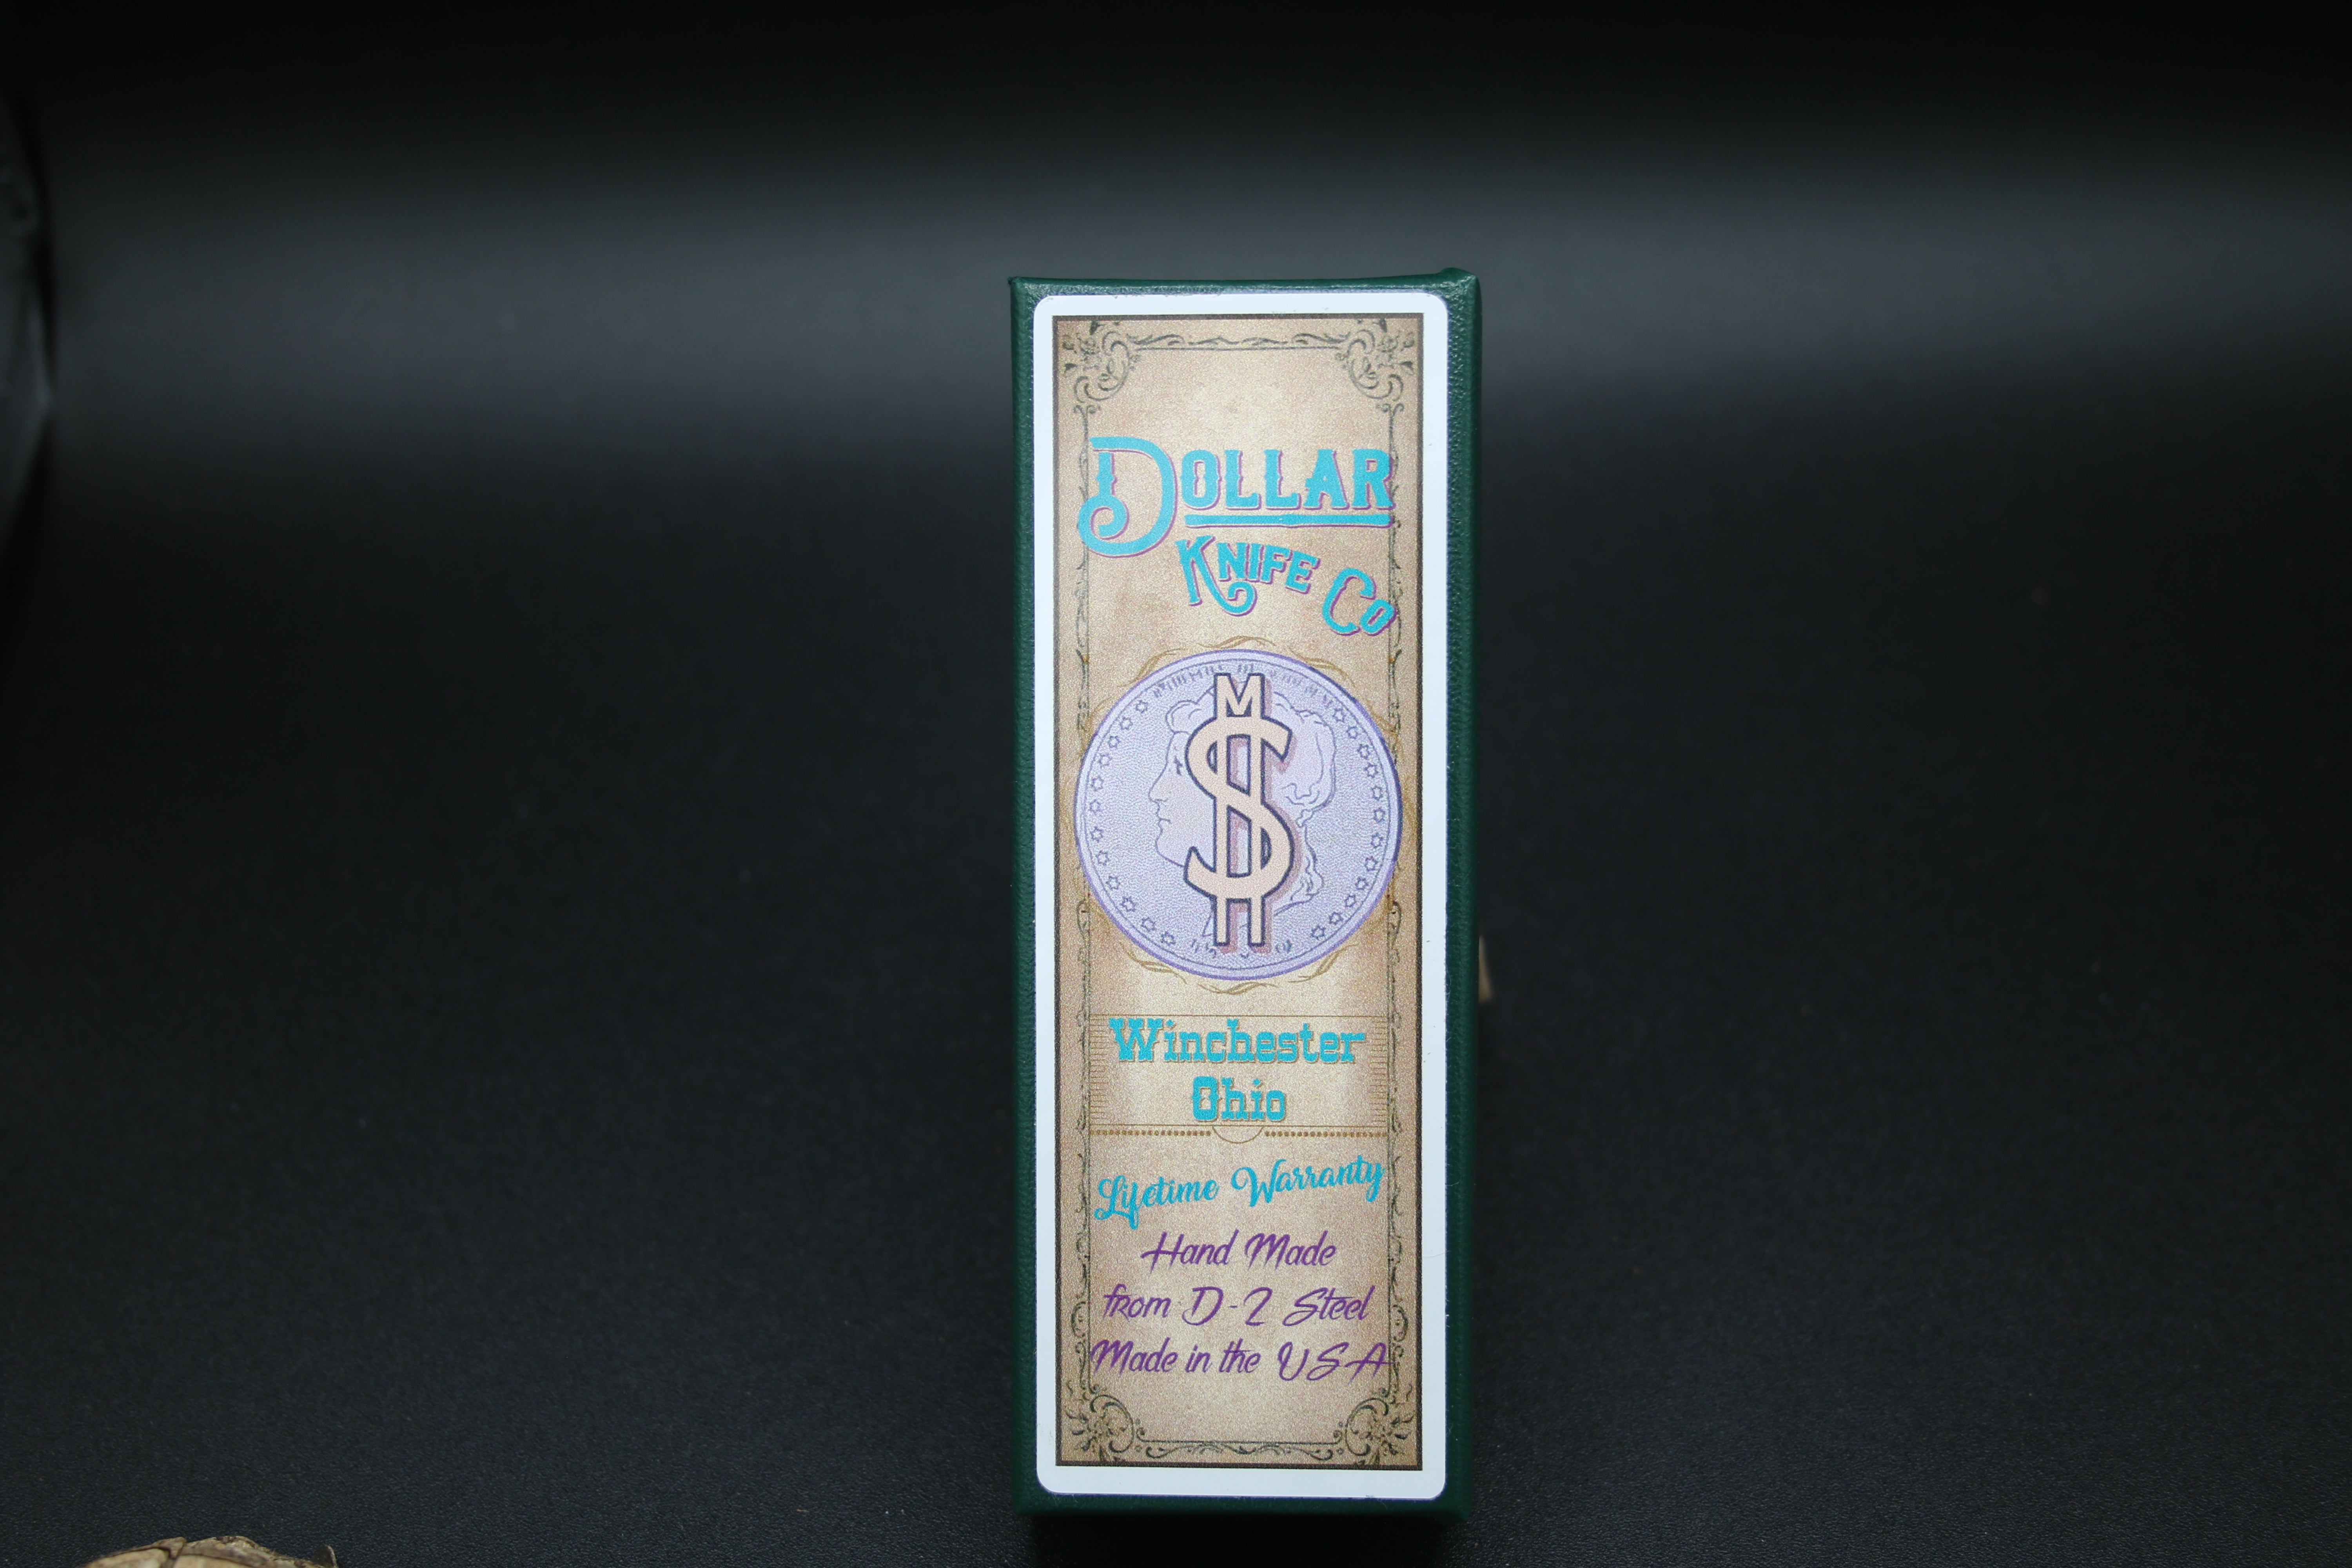 Dollar
Knife Co
M
$
H
Winchester
Ohio
Lifetime Warranty
Hand Made
from D-2 Steel
Made in the USA